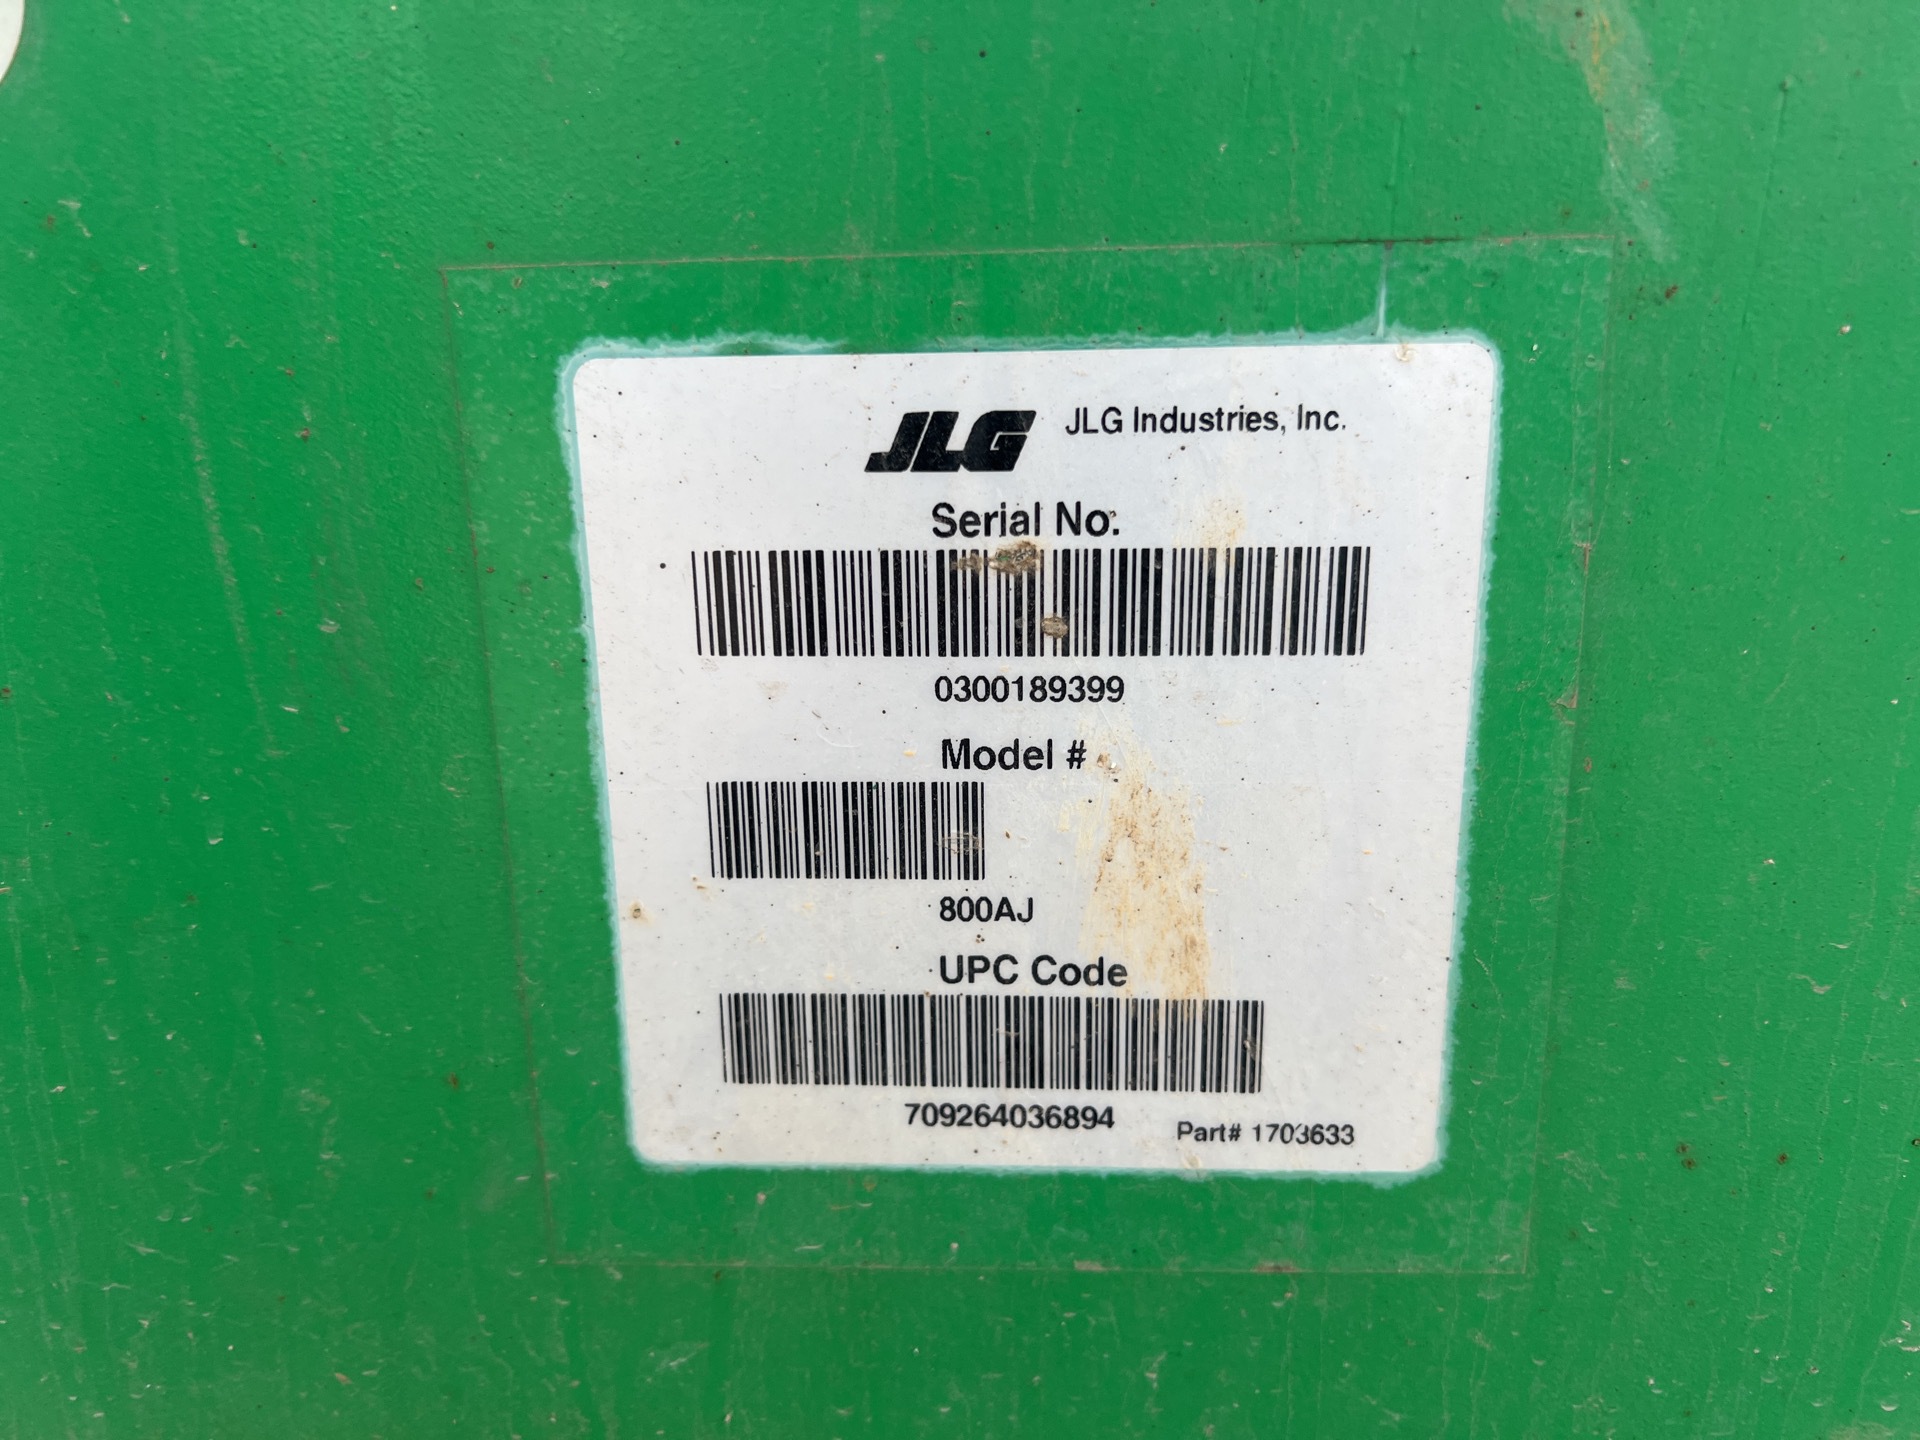 JLG JLG Industries, Inc.
Serial No.
0300189399
Model #
800AJ
UPC Code
709264036894
Part# 1703633